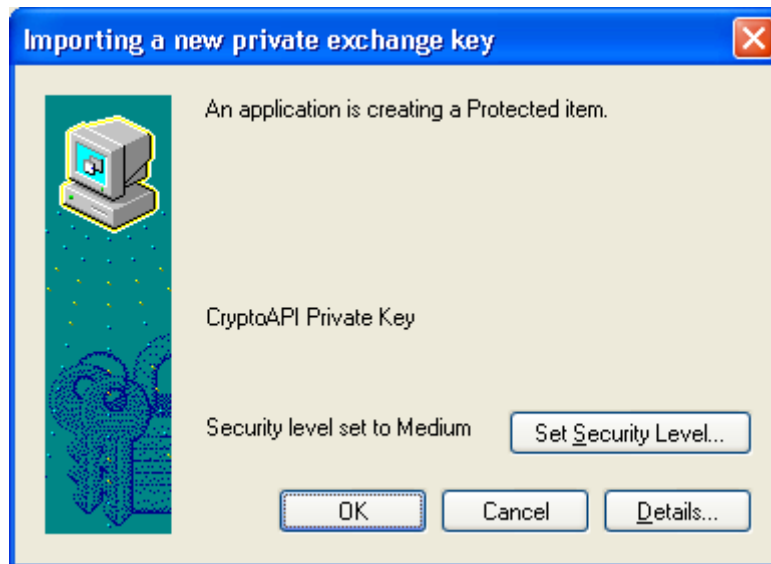 Importing a new private exchange key
An application is creating a Protected item.
CryptoAPI Private Key
Security level set to Medium
Set Security Level...
OK
Cancel
Details...